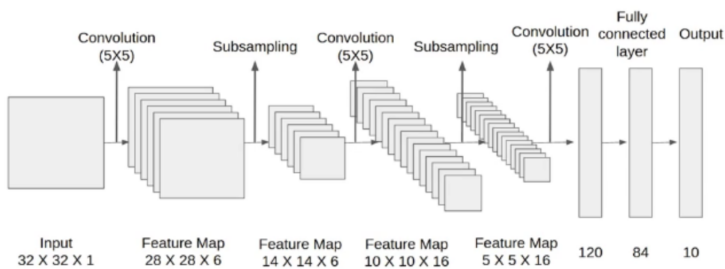 Convolution
(5X5)
Subsampling
Convolution
(5X5)
Subsampling
Convolution
(5X5)
Fully
connected
layer
Output
Input
32 X 32 X 1
Feature Map
28 X 28 X 6
Feature Map
14 X 14 X 6
Feature Map
10 X 10 X 16
Feature Map
5 X 5 X 16
120
84
10